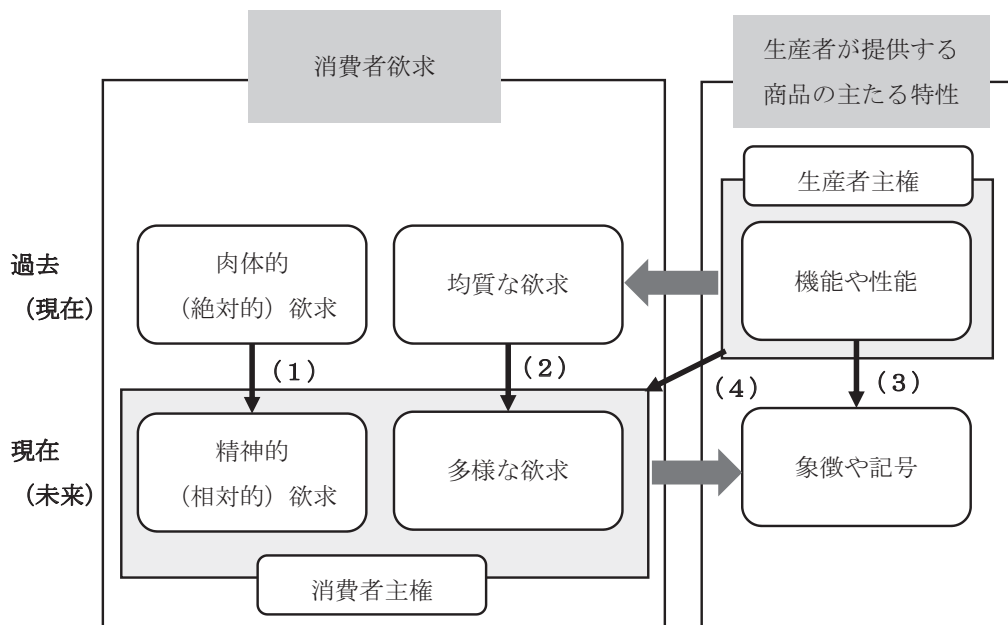 消費者欲求
生産者が提供する
商品の主たる特性
生産者主権
過去
(現在)
肉体的
(絶対的)欲求
均質な欲求
機能や性能
(1)
(2)
(4)
(3)
現在
(未来)
精神的
(相対的)欲求
多様な欲求
象徴や記号
消費者主権